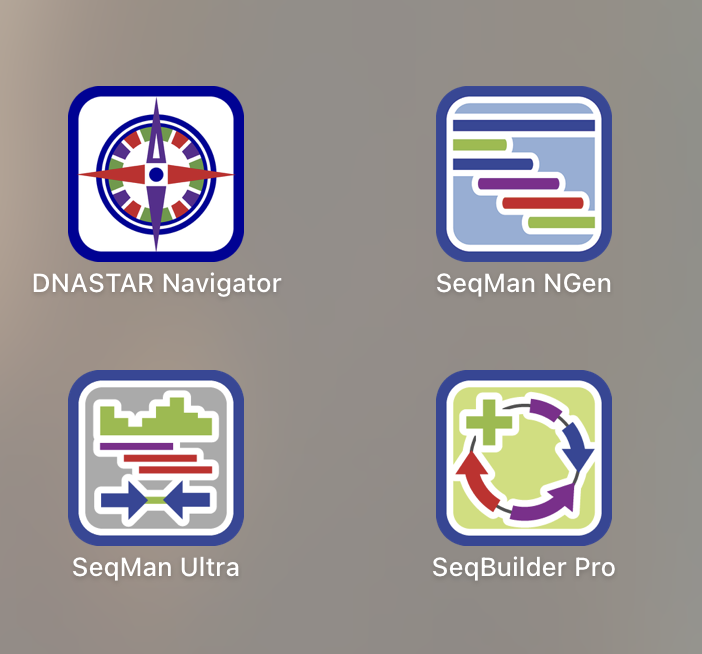 DNASTAR Navigator
SeqMan NGen
SeqMan Ultra
SeqBuilder Pro